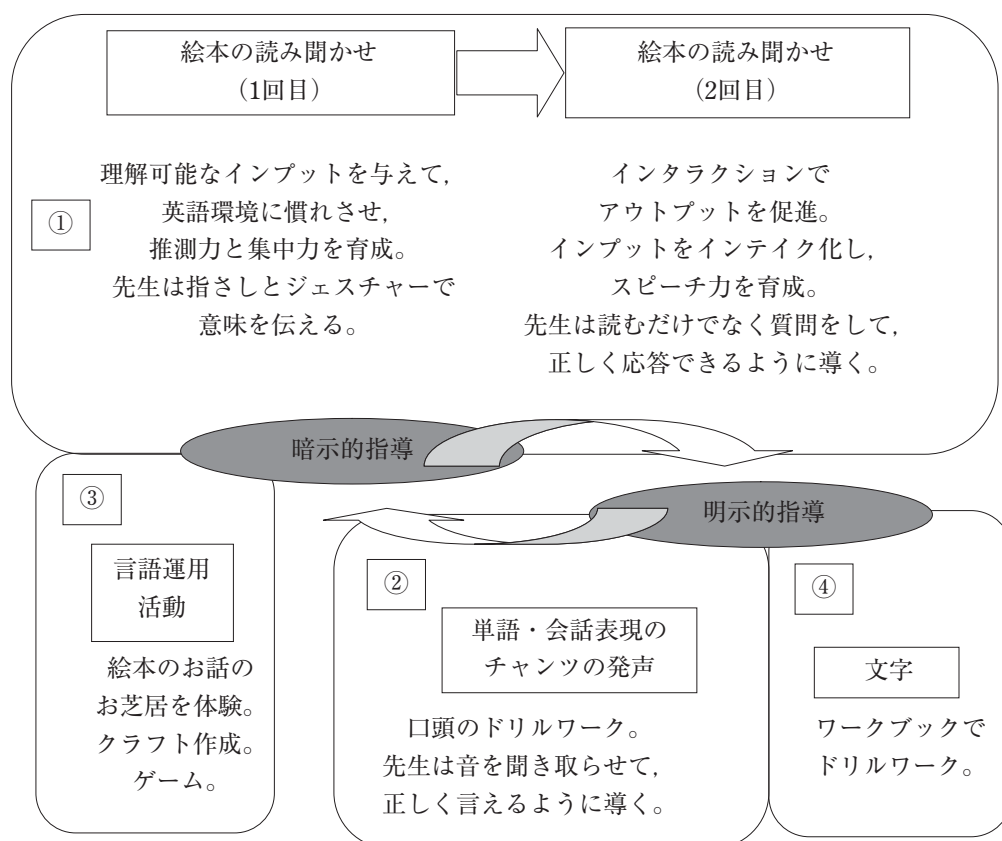 絵本の読み聞かせ
（1回目）
絵本の読み聞かせ
（2回目）
①
理解可能なインプットを与えて，
英語環境に慣れさせ，
推測力と集中力を育成。
先生は指さしとジェスチャーで
意味を伝える。
インタラクションで
アウトプットを促進。
インプットをインテイク化し，
スピーチ力を育成。
先生は読むだけでなく質問をして，
正しく応答できるように導く。
暗示的指導
明示的指導
③
言語運用
活動
絵本のお話の
お芝居を体験。
クラフト作成。
ゲーム。
②
単語・会話表現の
チャンツの発声
口頭のドリルワーク。
先生は音を聞き取らせて，
正しく言えるように導く。
④
文字
ワークブックで
ドリルワーク。